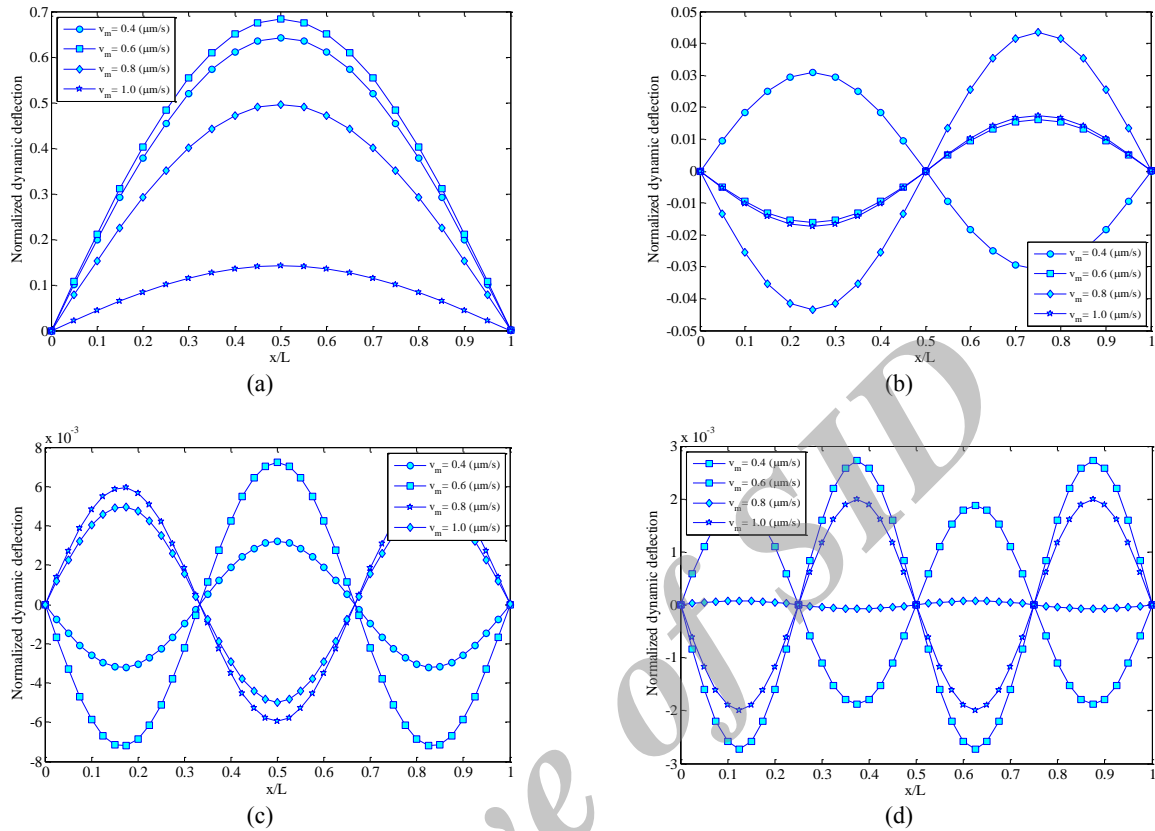 0.7
0.6
0.5
0.4
0.3
0.2
0.1
0
Normalized dynamic deflection
v_m= 0.4 (μm/s)
v_m= 0.6 (μm/s)
v_m= 0.8 (μm/s)
v_m= 1.0 (μm/s)
0 0.1 0.2 0.3 0.4 0.5 0.6 0.7 0.8 0.9 1
x/L
(a)
0.05
0.04
0.03
0.02
0.01
0
-0.01
-0.02
-0.03
-0.04
-0.05
Normalized dynamic deflection
v_m= 0.4 (μm/s)
v_m= 0.6 (μm/s)
v_m= 0.8 (μm/s)
v_m= 1.0 (μm/s)
0 0.1 0.2 0.3 0.4 0.5 0.6 0.7 0.8 0.9 1
x/L
(b)
x 10⁻³
8
6
4
2
0
-2
-4
-6
-8
Normalized dynamic deflection
v_m= 0.4 (μm/s)
v_m= 0.6 (μm/s)
v_m= 0.8 (μm/s)
v_m= 1.0 (μm/s)
0 0.1 0.2 0.3 0.4 0.5 0.6 0.7 0.8 0.9 1
x/L
(c)
x 10⁻³
3
2
1
0
-1
-2
-3
Normalized dynamic deflection
v_m= 0.4 (μm/s)
v_m= 0.6 (μm/s)
v_m= 0.8 (μm/s)
v_m= 1.0 (μm/s)
0 0.1 0.2 0.3 0.4 0.5 0.6 0.7 0.8 0.9 1
x/L
(d)
of SID